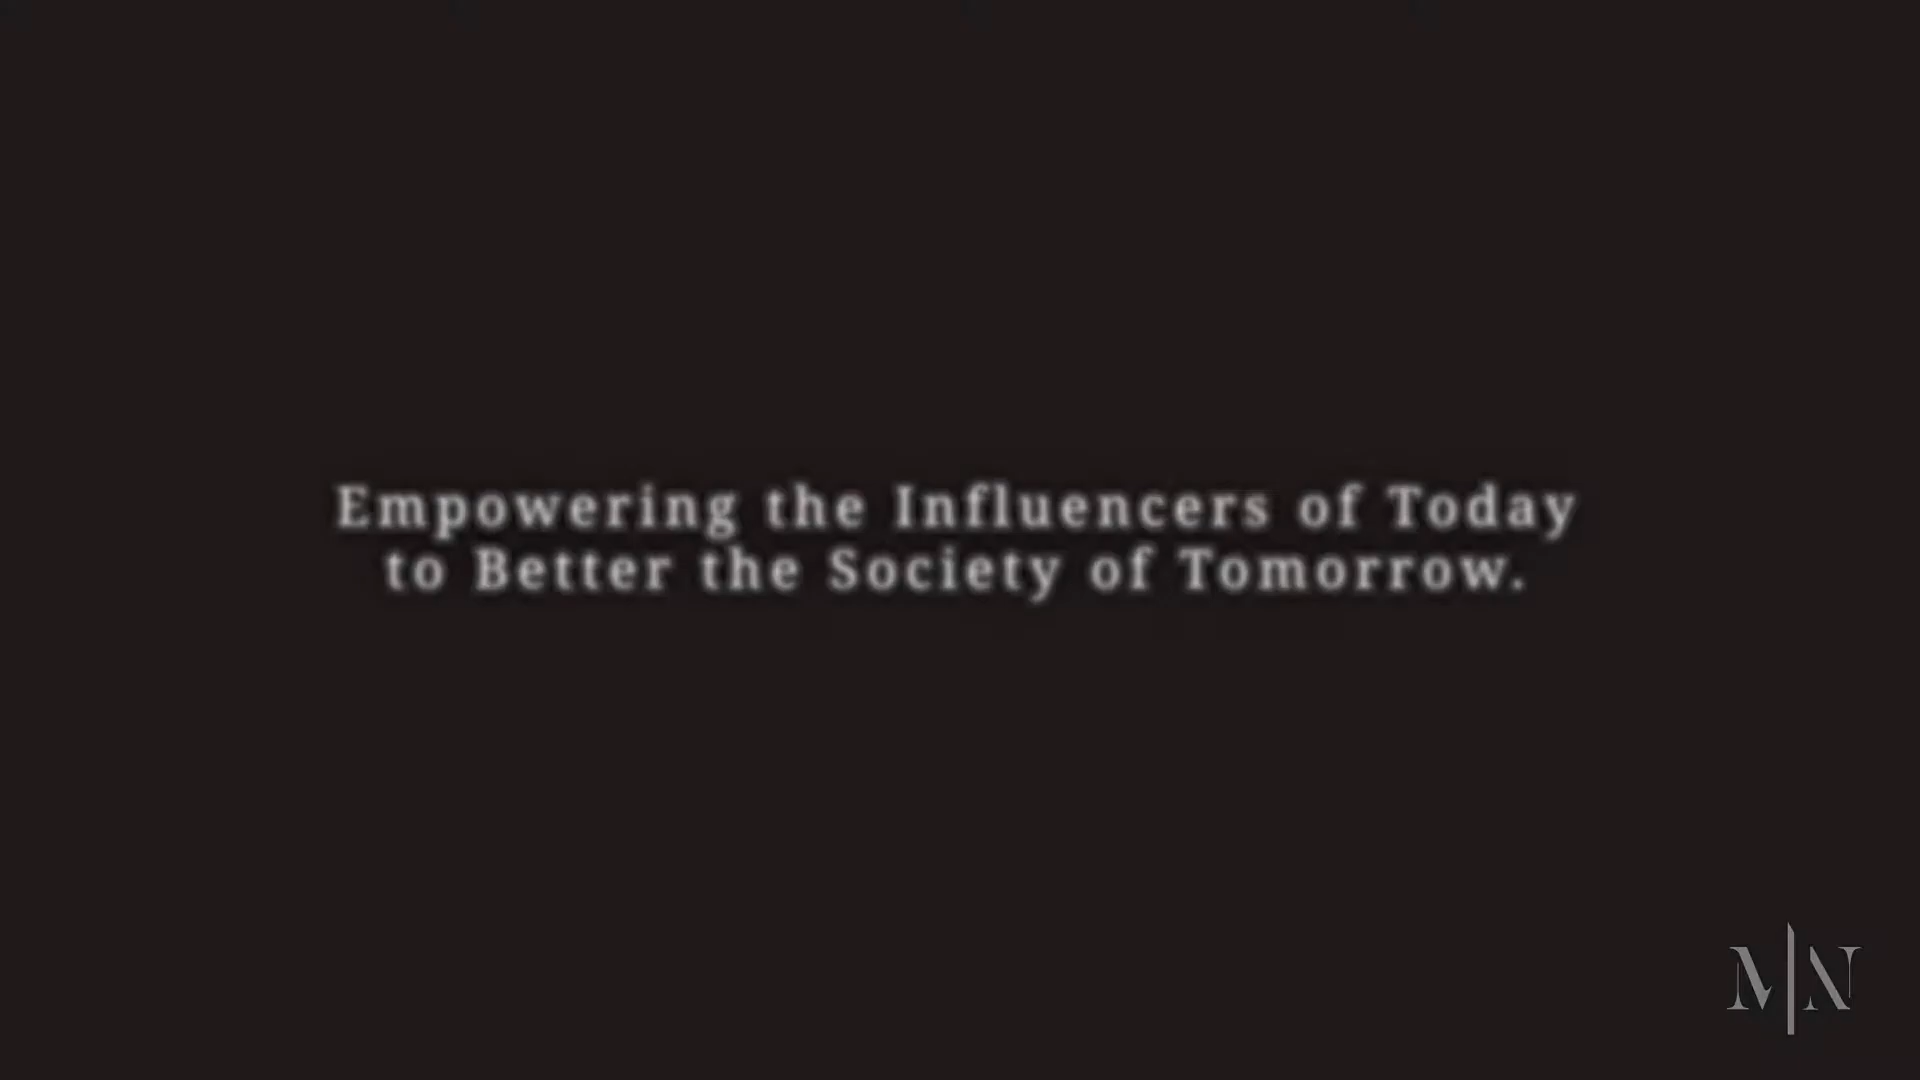 Empowering the Influencers of Today
to Better the Society of Tomorrow.
M|N